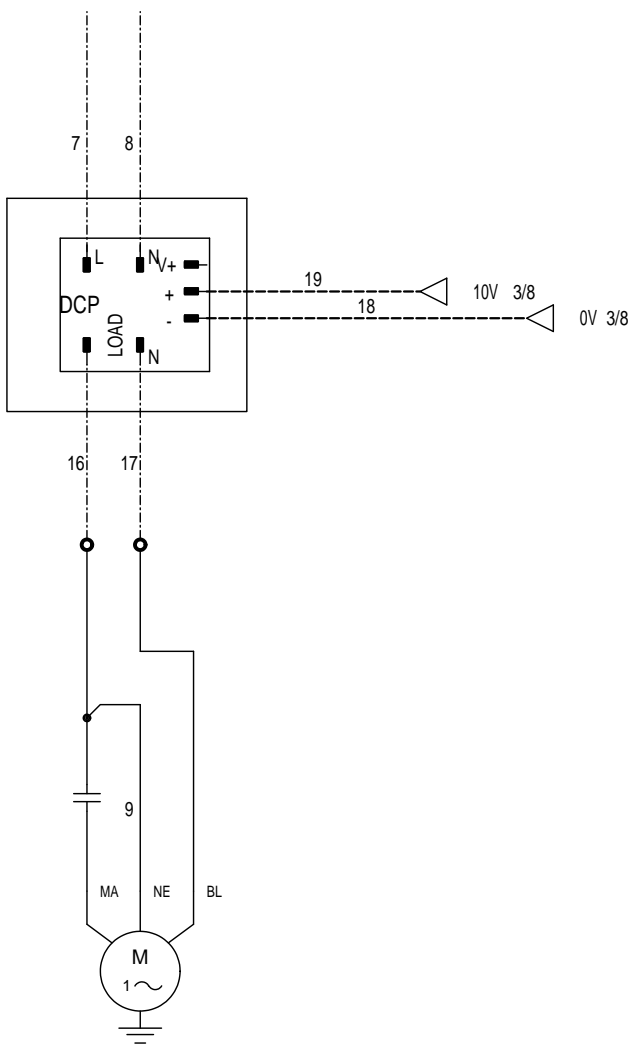 7 8
L N V+
+
DCP
LOAD
-
N
19
10V 3/8
18
0V 3/8
16 17
9
MA NE BL
M
1